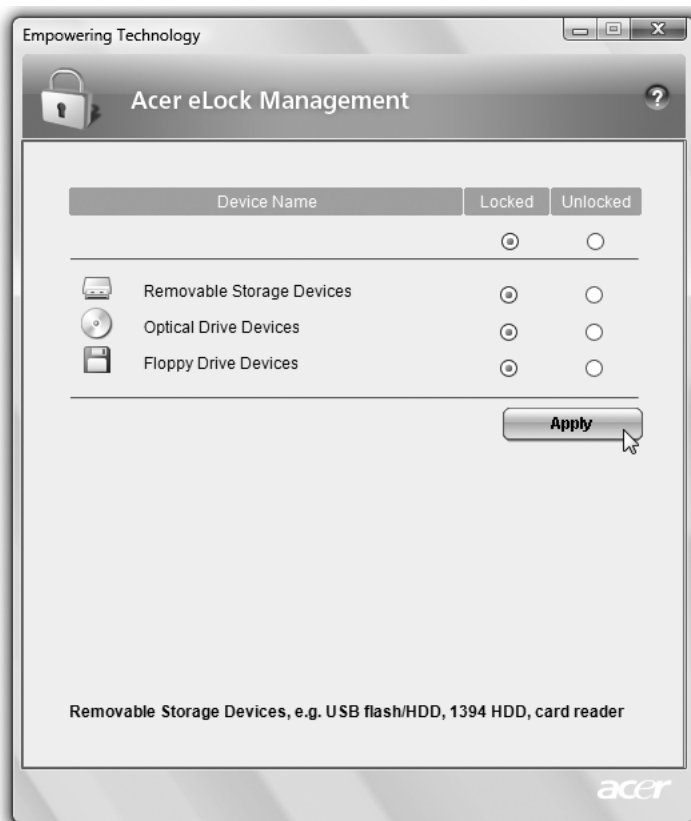 Empowering Technology
Acer eLock Management
?
Device Name Locked Unlocked
Removable Storage Devices
Optical Drive Devices
Floppy Drive Devices
Apply
Removable Storage Devices, e.g. USB flash/HDD, 1394 HDD, card reader
acer